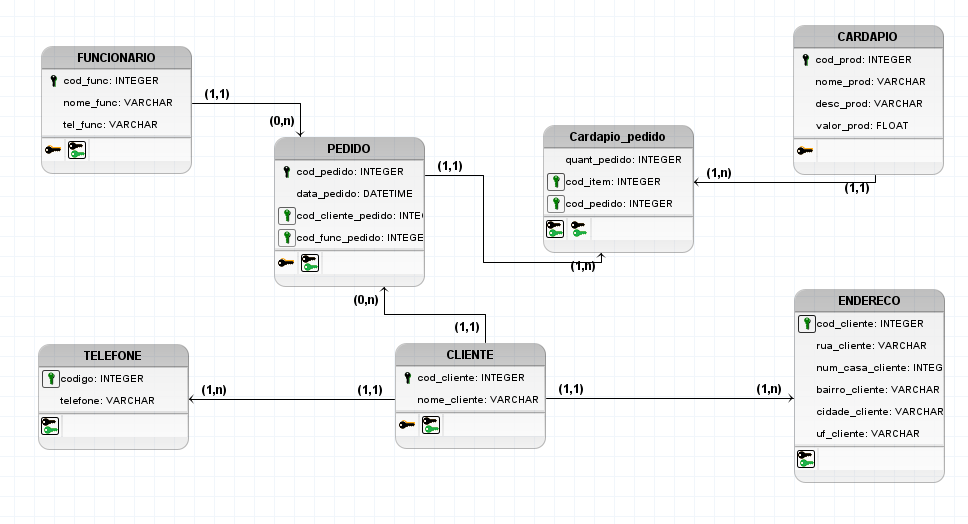 FUNCIONARIO
cod_func: INTEGER
nome_func: VARCHAR
tel_func: VARCHAR
(1,1)
(0,n)
PEDIDO
cod_pedido: INTEGER
data_pedido: DATETIME
cod_cliente_pedido: INTE
cod_func_pedido: INTEGE
(1,1)
(1,n)
Cardapio_pedido
quant_pedido: INTEGER
cod_item: INTEGER
cod_pedido: INTEGER
CARDAPIO
cod_prod: INTEGER
nome_prod: VARCHAR
desc_prod: VARCHAR
valor_prod: FLOAT
(1,n)
(1,1)
(0,n)
(1,1)
TELEFONE
codigo: INTEGER
telefone: VARCHAR
(1,n)
(1,1)
CLIENTE
cod_cliente: INTEGER
nome_cliente: VARCHAR
(1,1)
(1,n)
ENDERECO
cod_cliente: INTEGER
rua_cliente: VARCHAR
num_casa_cliente: INTEG
bairro_cliente: VARCHAR
cidade_cliente: VARCHAR
uf_cliente: VARCHAR